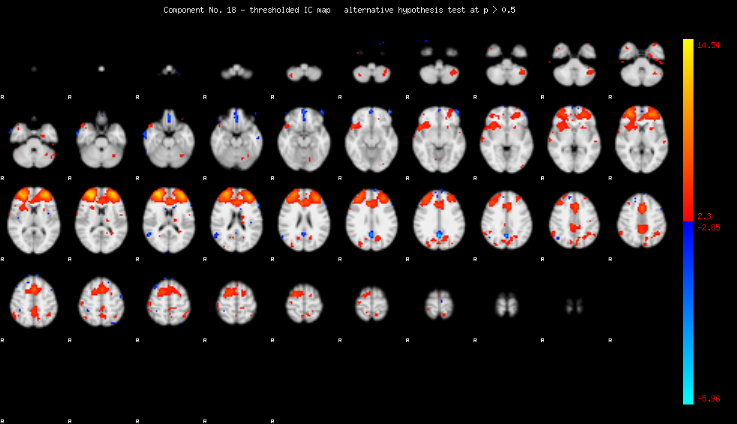 Component No. 18 - thresholded IC map   alternative hypothesis test at p > 0.5
14.54
R R R R R R R R R R
R R R R R R R R R R
2.3
-2.05
R R R R R R R R R R
R R R R R R R R R R
-5.96
R R R R R